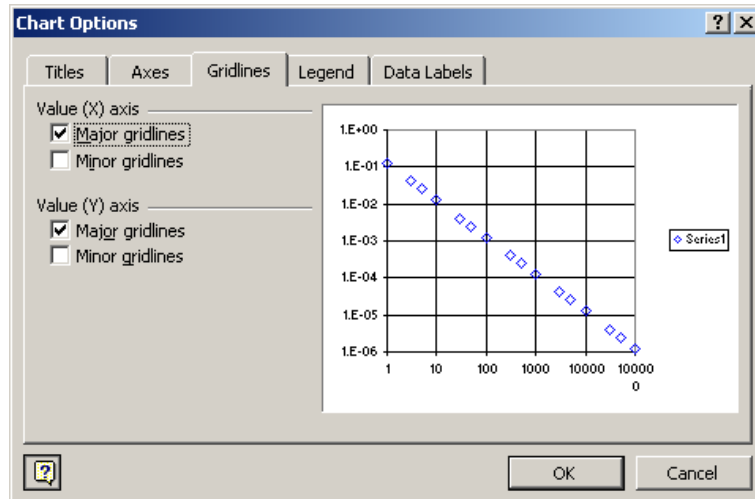 Chart Options
Titles Axes Gridlines Legend Data Labels
Value (X) axis
Major gridlines
Minor gridlines
Value (Y) axis
Major gridlines
Minor gridlines
1.E+00
1.E-01
1.E-02
1.E-03
1.E-04
1.E-05
1.E-06
1 10 100 1000 10000 10000
0
Series1
OK Cancel